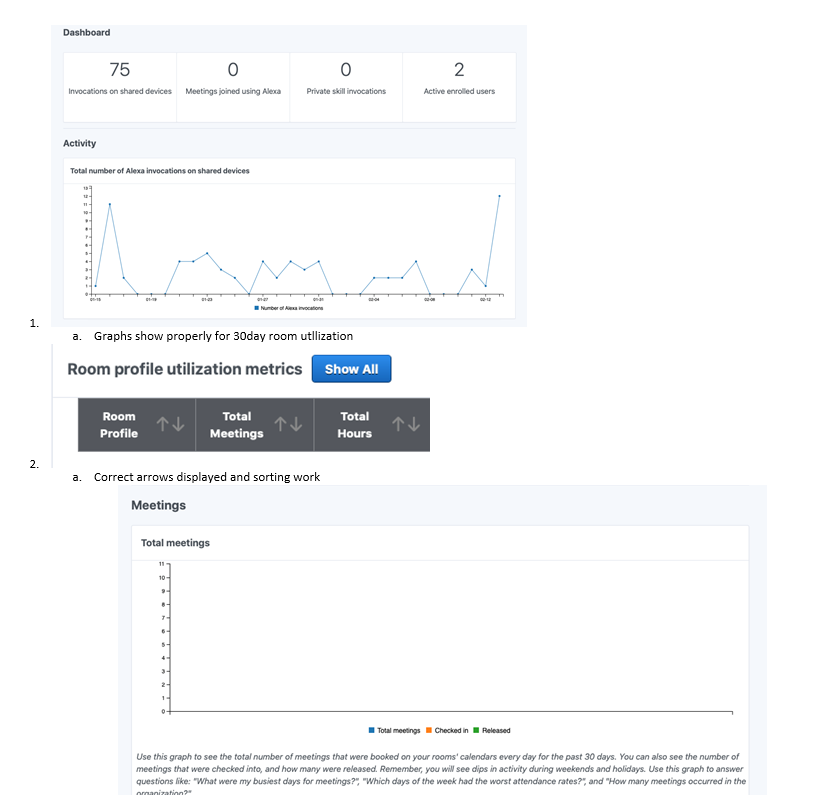 Dashboard
75
0
0
2
Invocations on shared devices
Meetings joined using Alexa
Private skill invocations
Active enrolled users
Activity
Total number of Alexa invocations on shared devices
13
12
11
10
9
8
7
6
5
4
3
2
1
0
01-15
01-19
01-23
01-27
01-31
02-04
02-08
02-12
Number of Alexa invocations
1.
a. Graphs show properly for 30day room utllization
Room profile utilization metrics
Show All
Room Profile
Total Meetings
Total Hours
2.
a. Correct arrows displayed and sorting work
Meetings
Total meetings
11
10
9
8
7
6
5
4
3
2
1
0
Total meetings Checked in Released
Use this graph to see the total number of meetings that were booked on your rooms' calendars every day for the past 30 days. You can also see the number of
meetings that were checked into, and how many were released. Remember, you will see dips in activity during weekends and holidays. Use this graph to answer
questions like: "What were my busiest days for meetings?", "Which days of the week had the worst attendance rates?", and "How many meetings occurred in the
organization?"